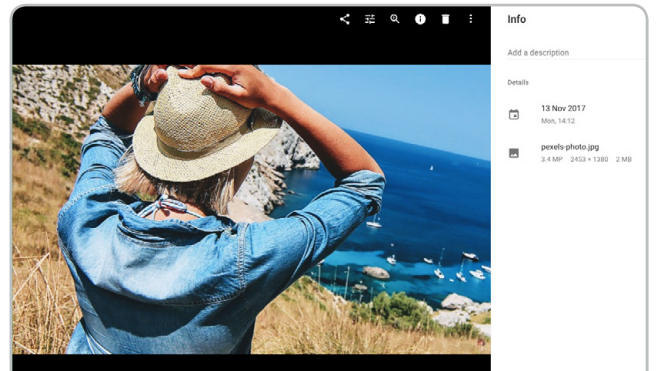 Info
Add a description
Details
13 Nov 2017
Mon, 14:12
pexels-photo.jpg
3.4 MP 2453 × 1380 2 MB